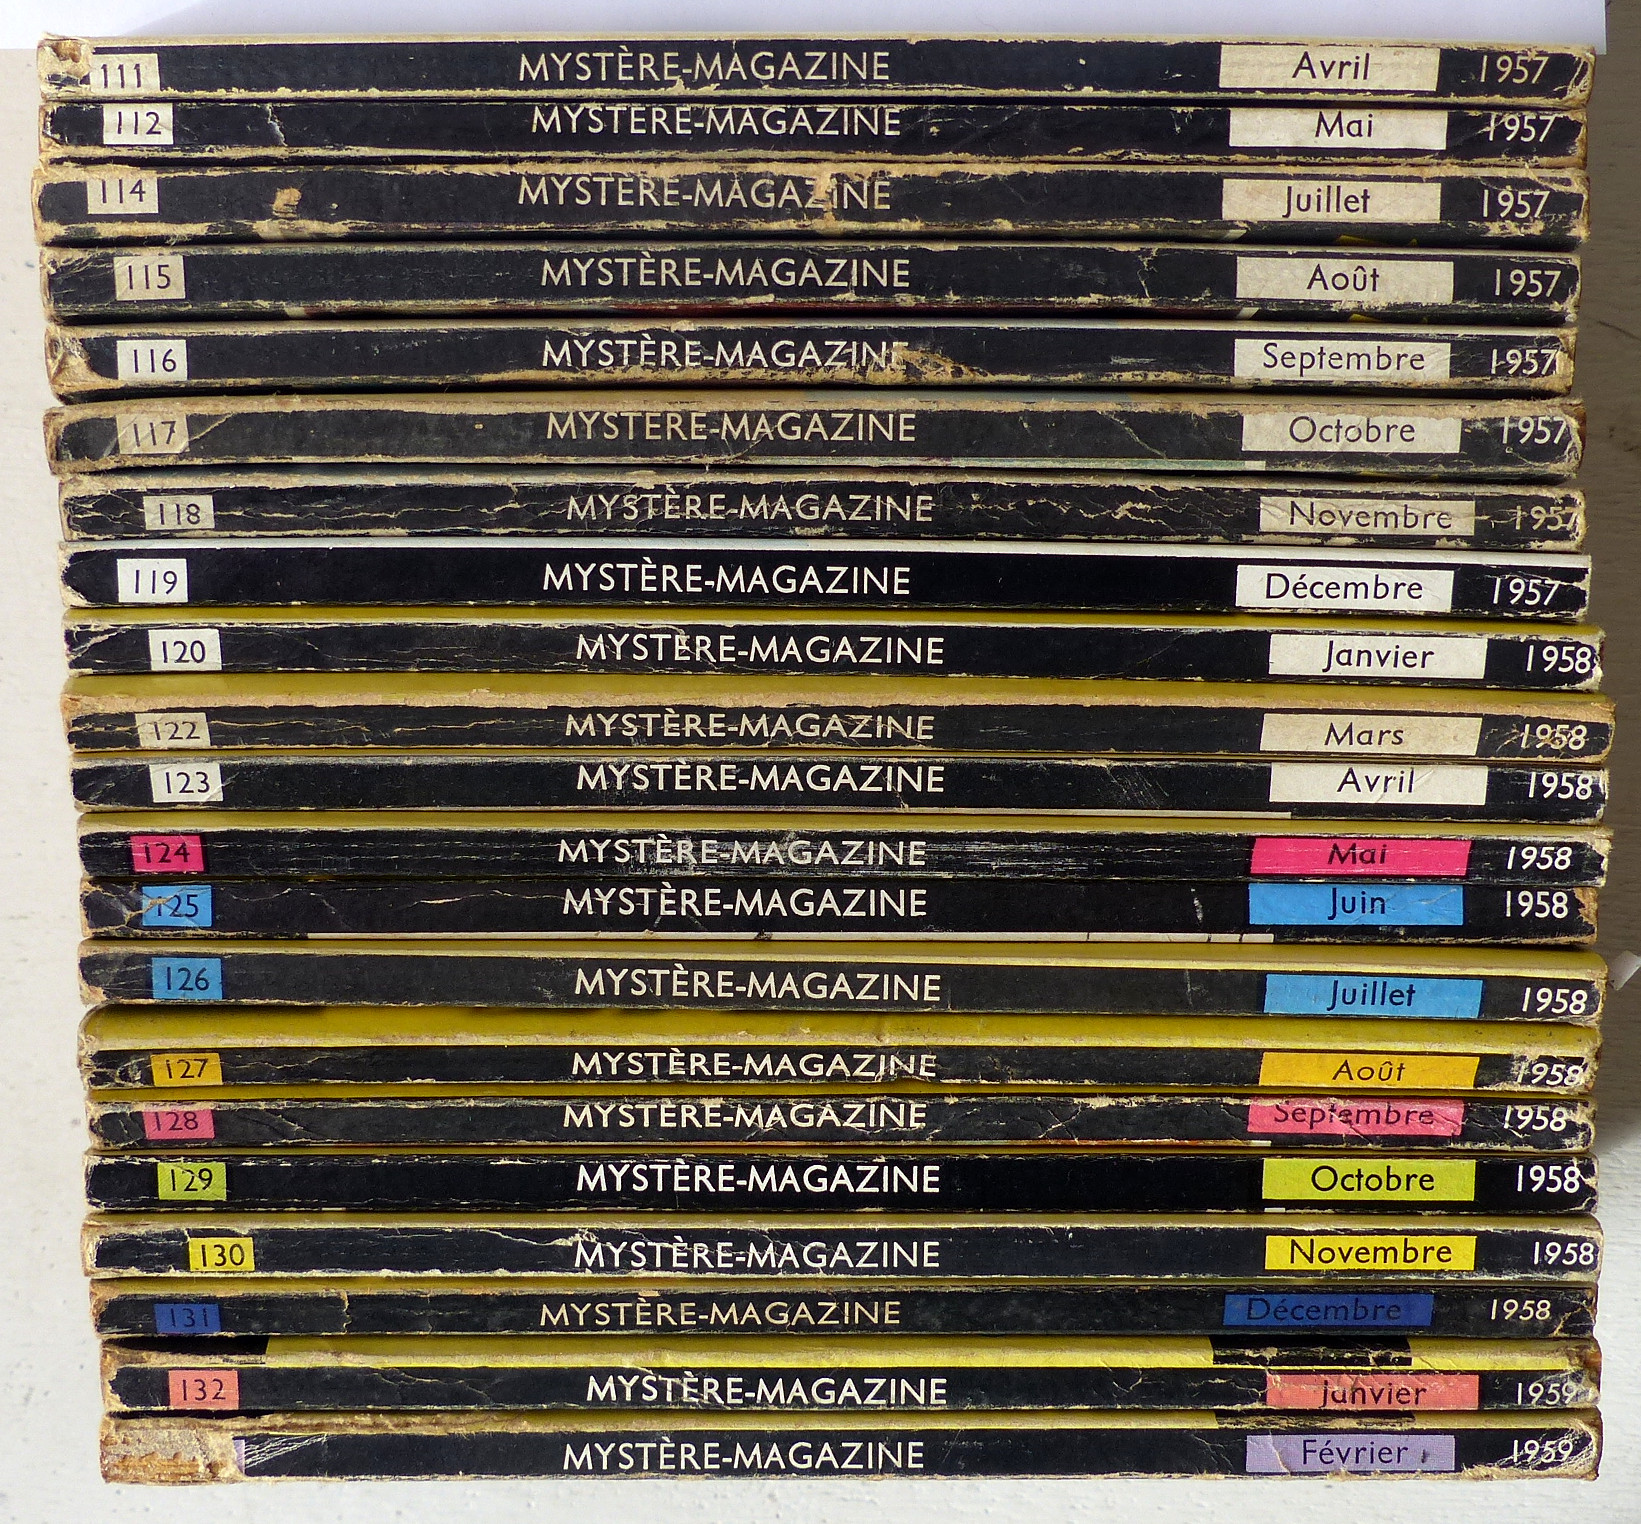 111 MYSTÈRE-MAGAZINE Avril 1957
112 MYSTÈRE-MAGAZINE Mai 1957
114 MYSTÈRE-MAGAZINE Juillet 1957
115 MYSTÈRE-MAGAZINE Août 1957
116 MYSTÈRE-MAGAZINE Septembre 1957
117 MYSTÈRE-MAGAZINE Octobre 1957
118 MYSTÈRE-MAGAZINE Novembre 1957
119 MYSTÈRE-MAGAZINE Décembre 1957
120 MYSTÈRE-MAGAZINE Janvier 1958
122 MYSTÈRE-MAGAZINE Mars 1958
123 MYSTÈRE-MAGAZINE Avril 1958
124 MYSTÈRE-MAGAZINE Mai 1958
125 MYSTÈRE-MAGAZINE Juin 1958
126 MYSTÈRE-MAGAZINE Juillet 1958
127 MYSTÈRE-MAGAZINE Août 1958
128 MYSTÈRE-MAGAZINE Septembre 1958
129 MYSTÈRE-MAGAZINE Octobre 1958
130 MYSTÈRE-MAGAZINE Novembre 1958
131 MYSTÈRE-MAGAZINE Décembre 1958
132 MYSTÈRE-MAGAZINE Janvier 1959
MYSTÈRE-MAGAZINE Février 1959